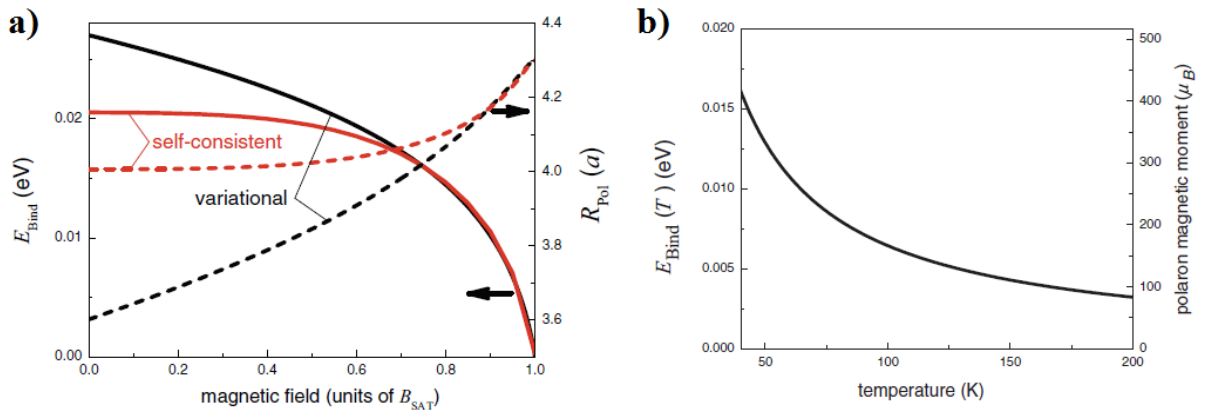 a)
4.4
4.2
4.0
3.8
3.6
R_Pol (a)
0.02
0.01
0.00
E_Bind (eV)
self-consistent
variational
0.0 0.2 0.4 0.6 0.8 1.0
magnetic field (units of B_SAT)
b)
0.020
0.015
0.010
0.005
0.000
E_Bind (T) (eV)
500
400
300
200
100
0
polaron magnetic moment (μ_B)
50 100 150 200
temperature (K)